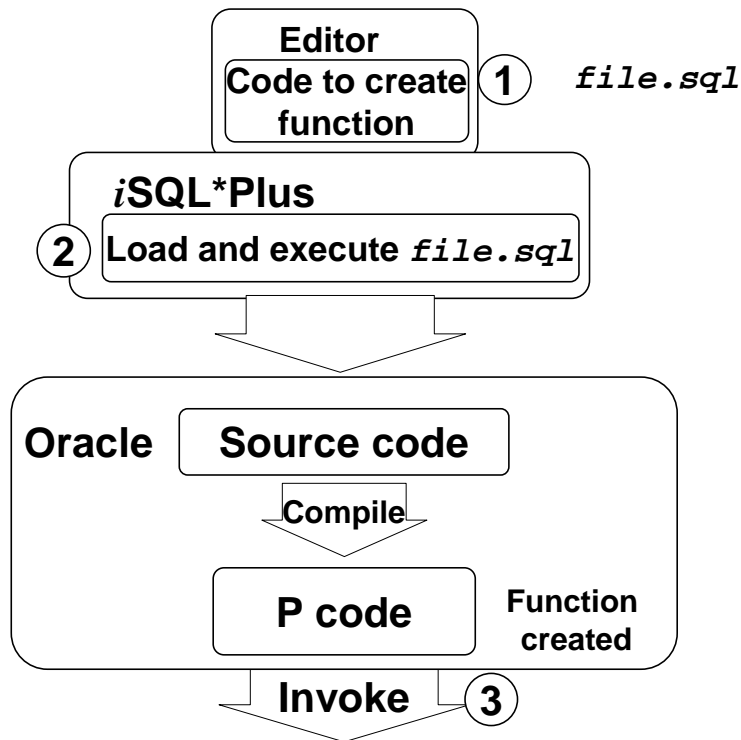 Editor
Code to create
function
1
file.sql
iSQL*Plus
2
Load and execute file.sql
Oracle
Source code
Compile
P code
Function
created
Invoke
3